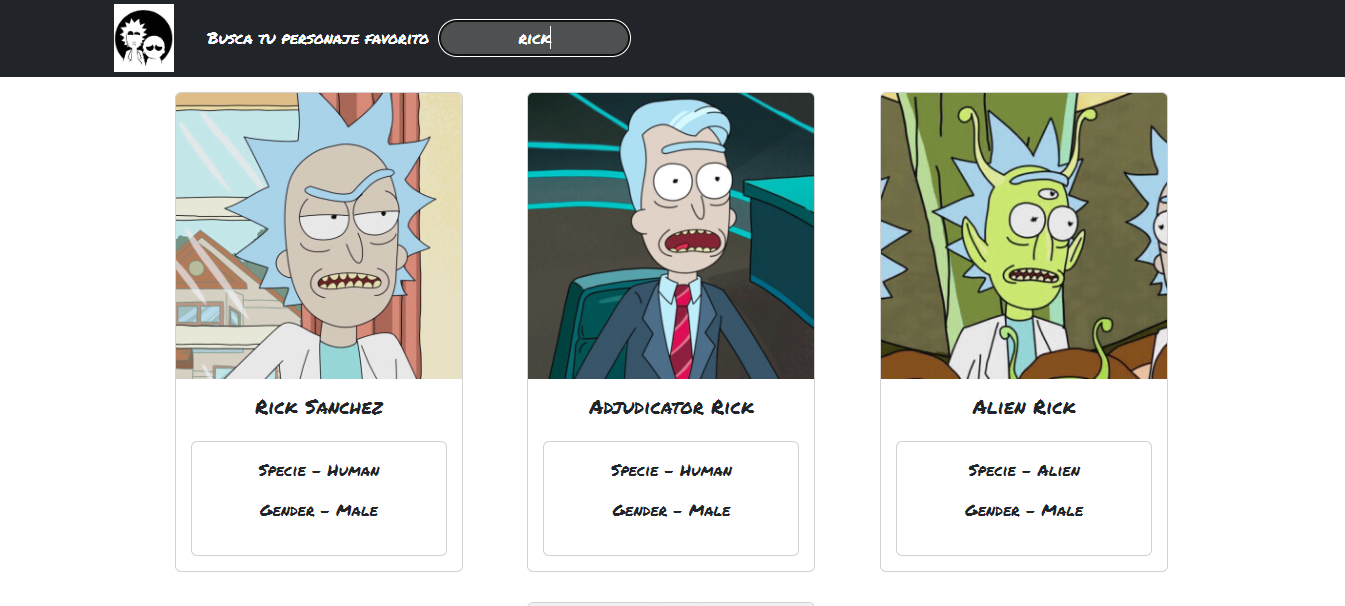 Busca tu personaje favorito
rick
Rick Sanchez
Specie - Human
Gender - Male
Adjudicator Rick
Specie - Human
Gender - Male
Alien Rick
Specie - Alien
Gender - Male